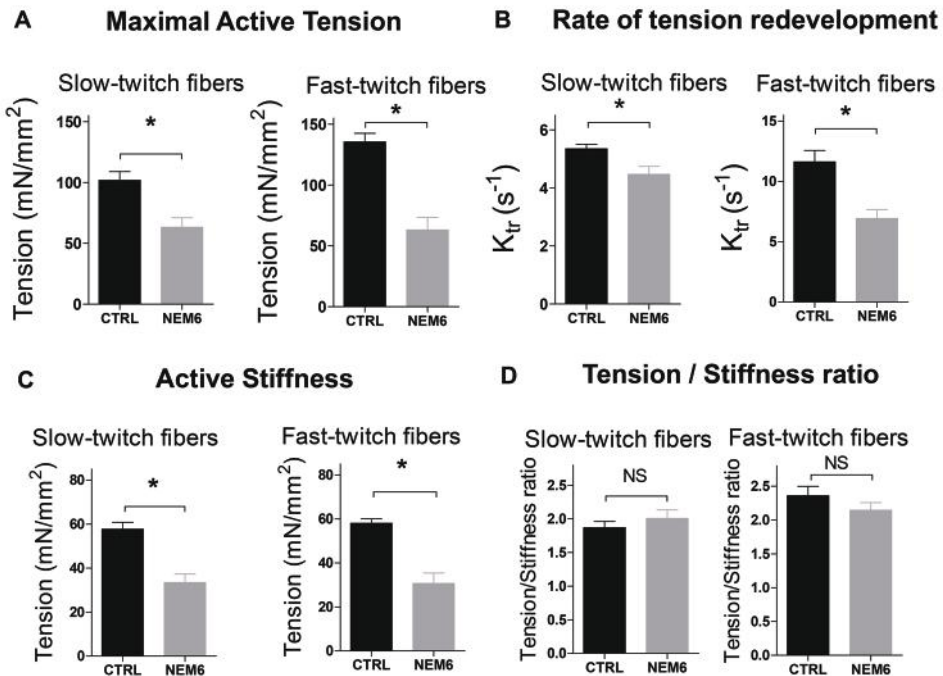 A
Maximal Active Tension
Slow-twitch fibers
Tension (mN/mm²)
150
100
50
0
*
CTRL NEM6
Fast-twitch fibers
Tension (mN/mm²)
150
100
50
0
*
CTRL NEM6
B
Rate of tension redevelopment
Slow-twitch fibers
Ktr (s⁻¹)
6
4
2
0
*
CTRL NEM6
Fast-twitch fibers
Ktr (s⁻¹)
15
10
5
0
*
CTRL NEM6
C
Active Stiffness
Slow-twitch fibers
Tension (mN/mm²)
80
60
40
20
0
*
CTRL NEM6
Fast-twitch fibers
Tension (mN/mm²)
80
60
40
20
0
*
CTRL NEM6
D
Tension / Stiffness ratio
Slow-twitch fibers
Tension/Stiffness ratio
2.5
2.0
1.5
1.0
0.5
0.0
NS
CTRL NEM6
Fast-twitch fibers
Tension/Stiffness ratio
2.5
2.0
1.5
1.0
0.5
0.0
NS
CTRL NEM6